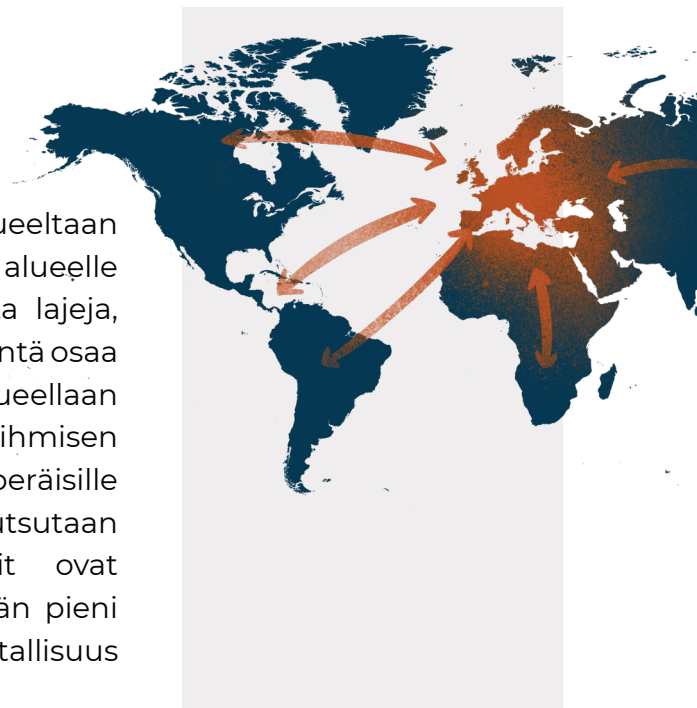 ueeltaan
alueelle
a lajeja,
ntä osaa
ueellaan
ihmisen
peräisille
utsutaan
it ovat
än pieni
tallisuus